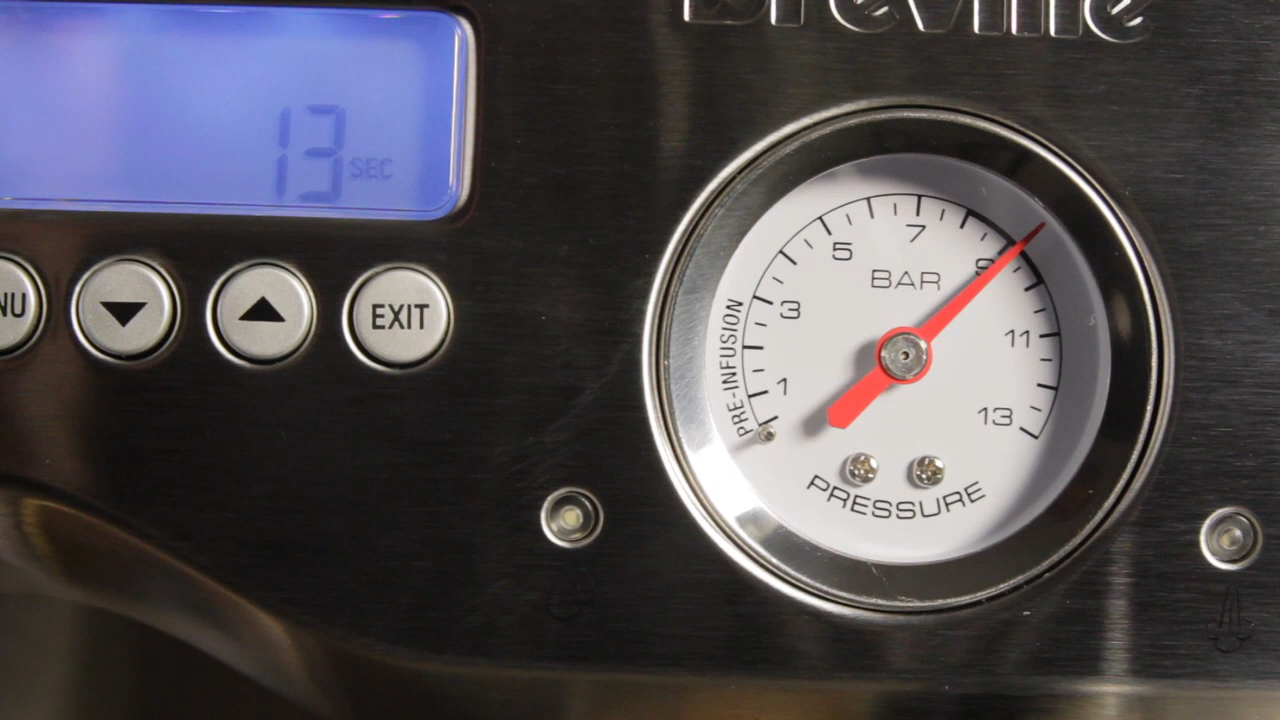 Breville
13 SEC
NU
EXIT
BAR
PRE-INFUSION
1
3
5
7
9
11
13
PRESSURE